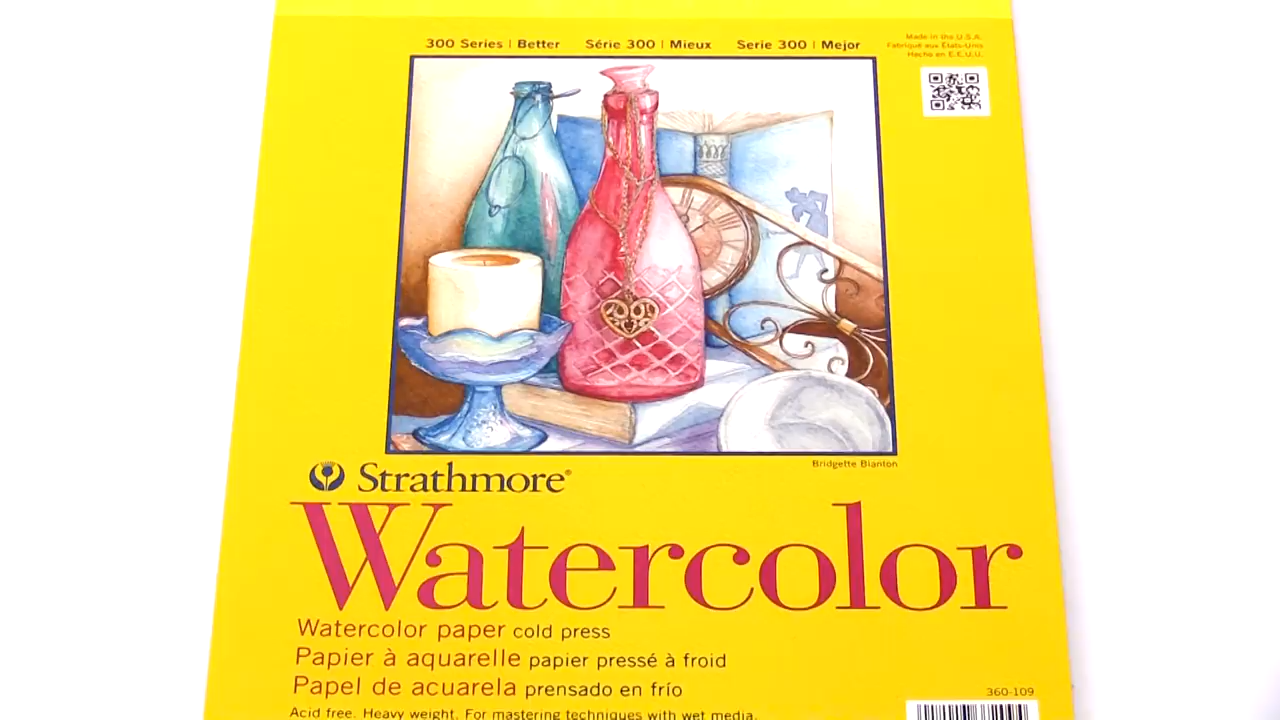 300 Series | Better Série 300 | Mieux Serie 300 | Mejor
Made in the U.S.A.
Fabriqué aux États-Unis
Hecho en E.E.U.U.
Bridgette Blanton
Strathmore®
Watercolor
Watercolor paper cold press
Papier à aquarelle papier pressé à froid
Papel de acuarela prensado en frío
360-109
Acid free. Heavy weight. For mastering techniques with wet media.